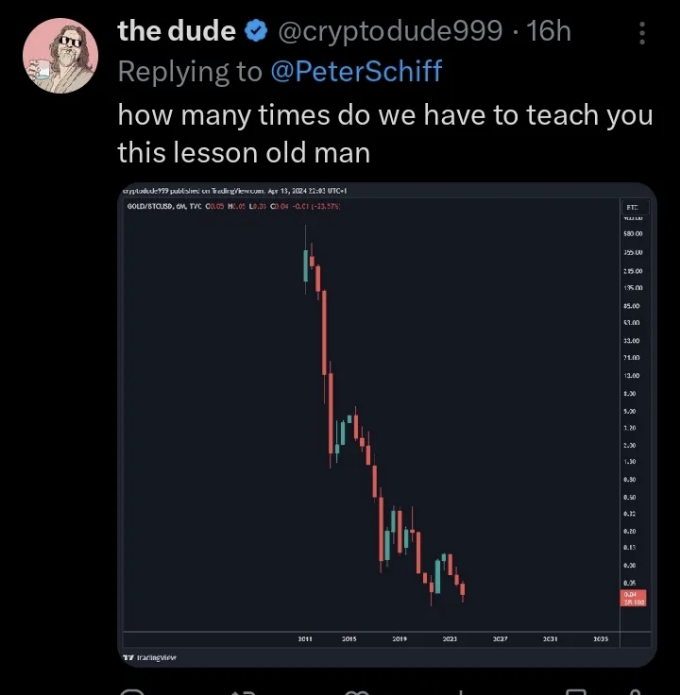 the dude @cryptodude999 · 16h
Replying to @PeterSchiff
how many times do we have to teach you
this lesson old man
cryptodude999 published on TradingView.com, Apr 13, 2024 22:03 UTC+1
GOLD/BTCUSD, 6M, TVC O0.05 H0.05 L0.03 C0.04 -0.01 (-23.57%)
BTC
580.00
355.00
215.00
135.00
85.00
53.00
33.00
21.00
13.00
8.00
5.00
3.20
2.00
1.30
0.80
0.50
0.32
0.20
0.13
0.08
0.05
0.04
2011 2015 2019 2023 2027 2031 2035
TradingView